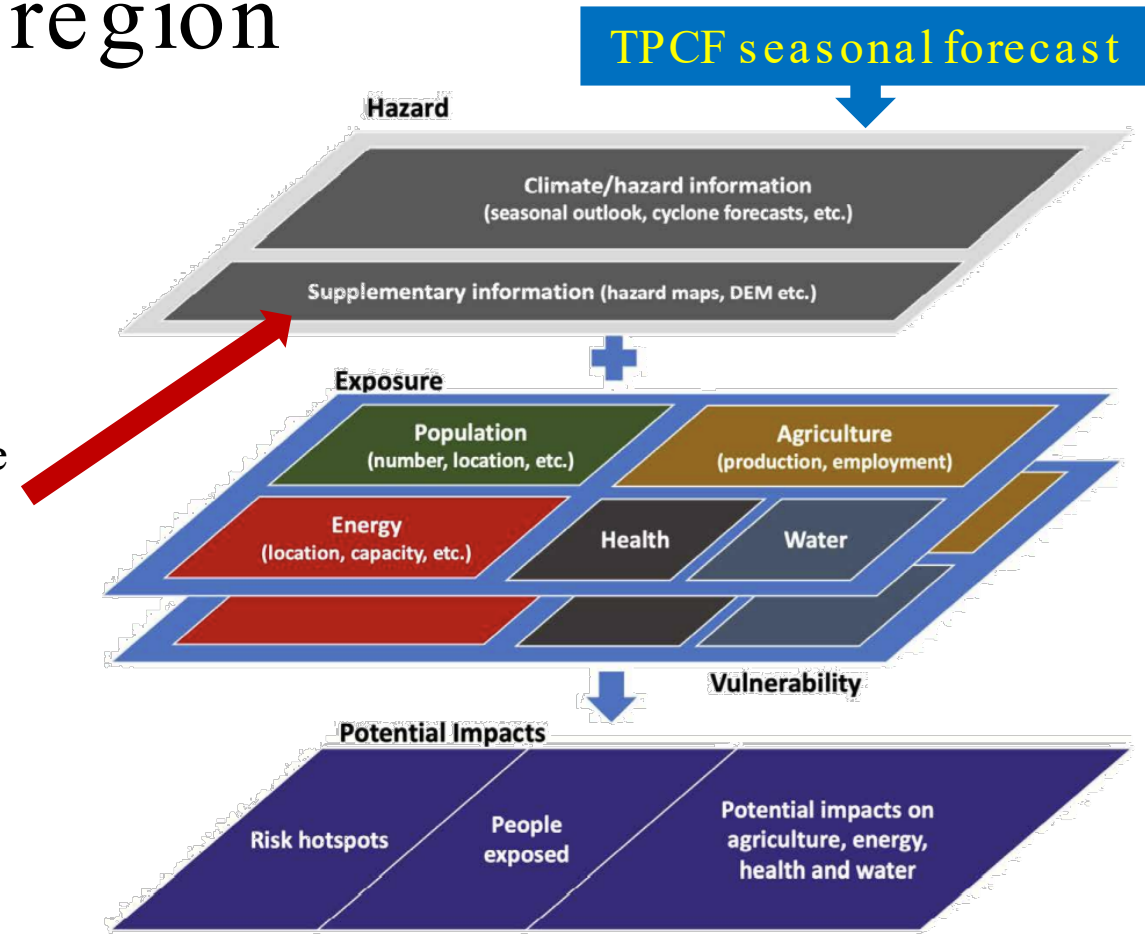 region
TPCF seasonal forecast
Hazard
Climate/hazard information
(seasonal outlook, cyclone forecasts, etc.)
Supplementary information (hazard maps, DEM etc.)
Exposure
Population
(number, location, etc.)
Agriculture
(production, employment)
e
Energy
(location, capacity, etc.)
Health
Water
Vulnerability
Potential Impacts
Risk hotspots
People
exposed
Potential impacts on
agriculture, energy,
health and water